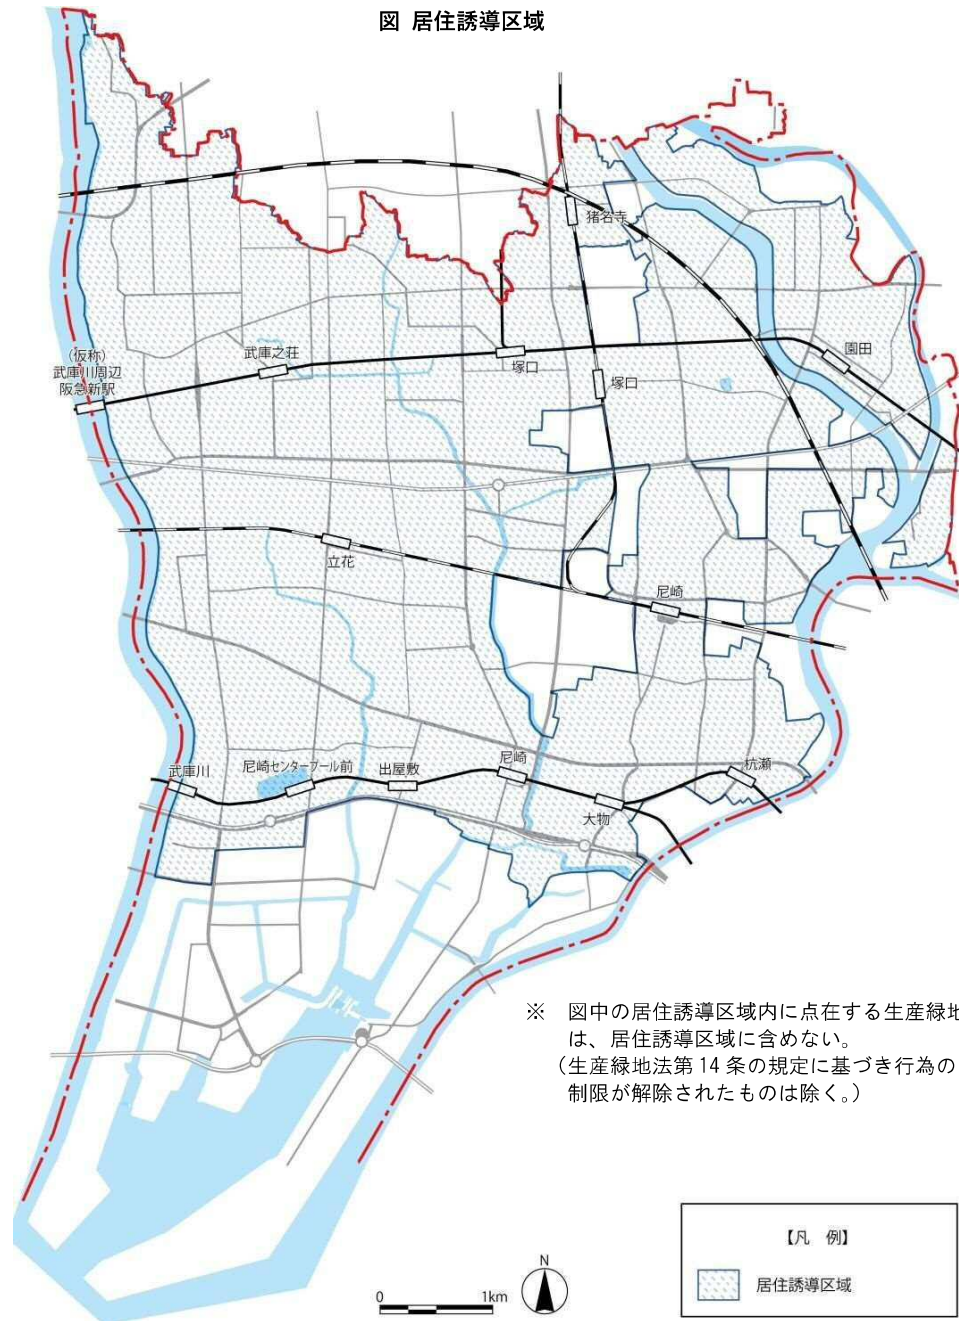 図 居住誘導区域
猪名寺
(仮称)
武庫川周辺
阪急新駅
武庫之荘
塚口
塚口
園田
立花
尼崎
武庫川
尼崎センタープール前
出屋敷
尼崎
大物
杭瀬
※ 図中の居住誘導区域内に点在する生産緑地
は、居住誘導区域に含めない。
(生産緑地法第14条の規定に基づき行為の
制限が解除されたものは除く。)
【凡 例】
居住誘導区域
0 1km
N